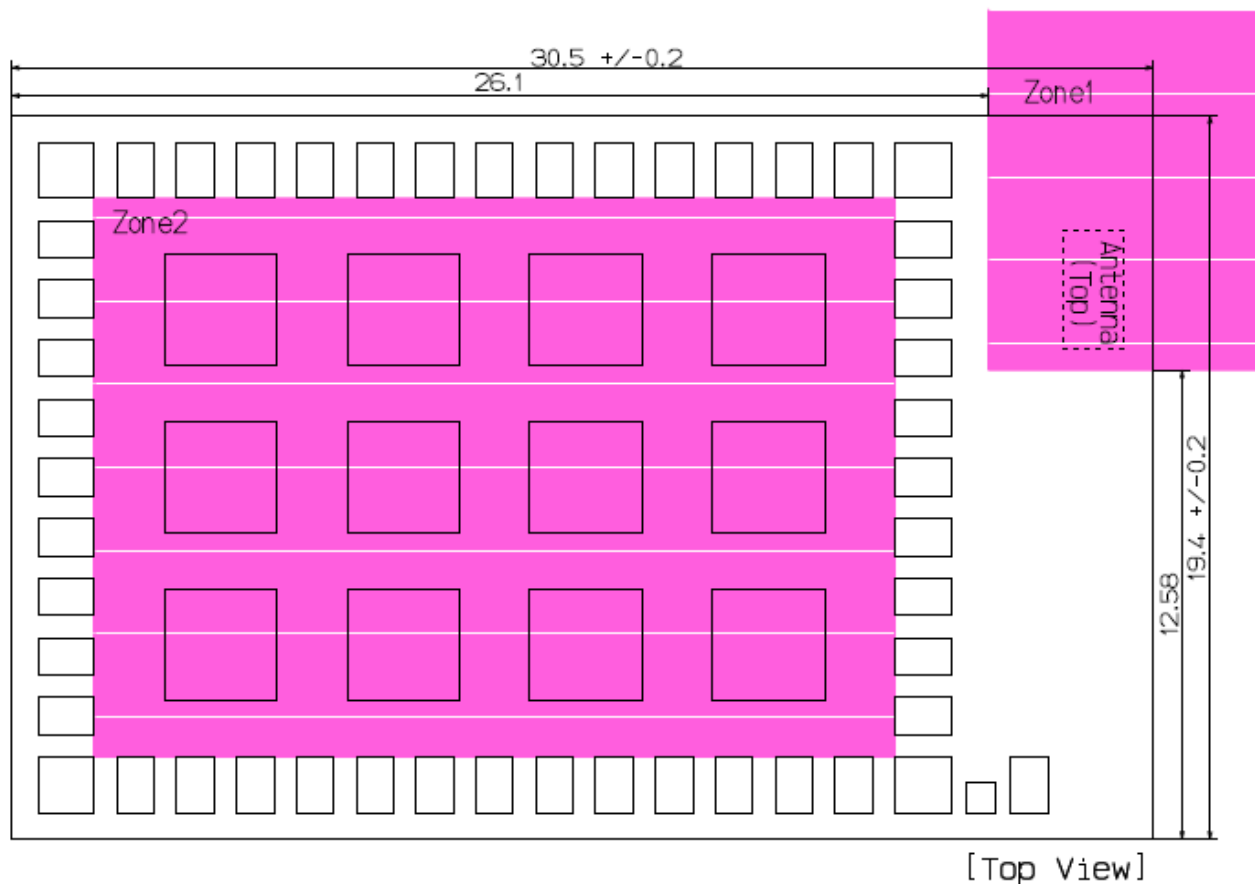 30.5 +/-0.2
26.1
Zone1
Zone2
Antenna
(Top)
19.4 +/-0.2
12.58
[Top View]